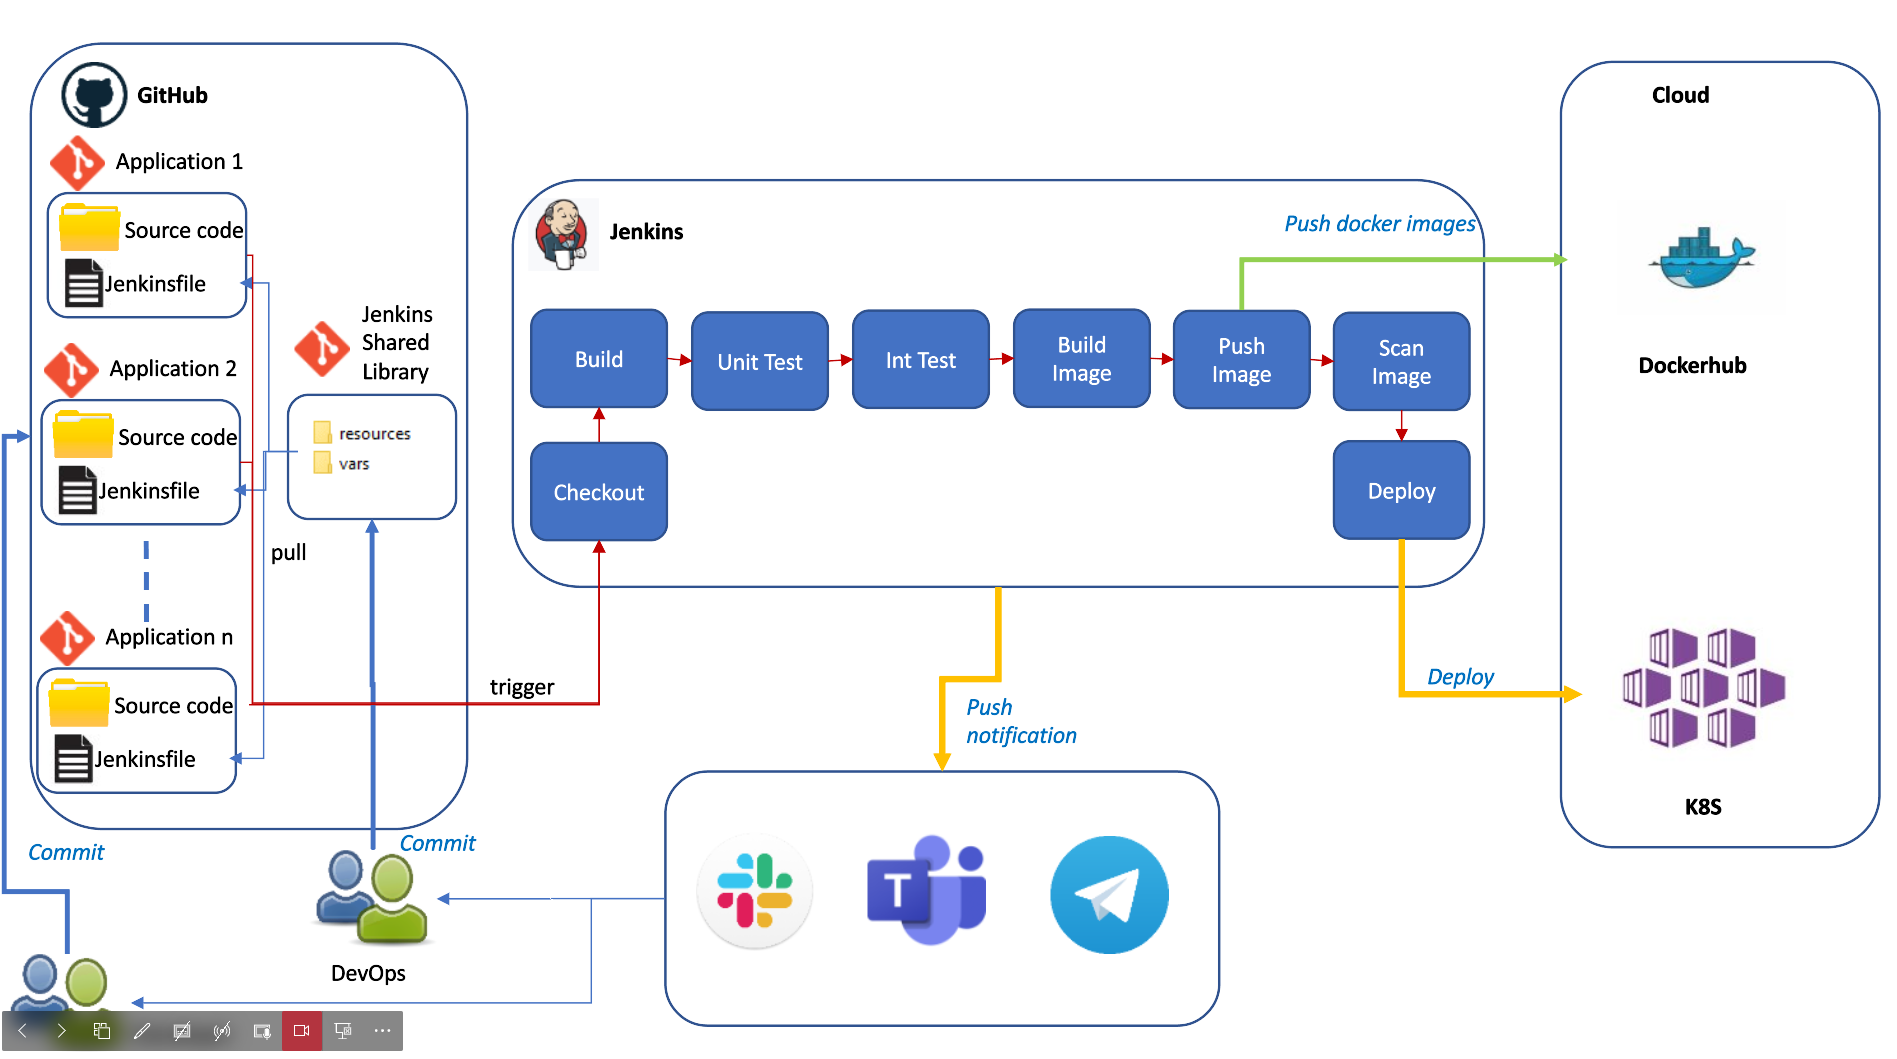 GitHub
Application 1
Source code
Jenkinsfile
Application 2
Source code
Jenkinsfile
Application n
Source code
Jenkinsfile
Jenkins
Shared
Library
resources
vars
pull
trigger
Commit
Commit
DevOps
Jenkins
Checkout
Build
Unit Test
Int Test
Build
Image
Push
Image
Scan
Image
Deploy
Push docker images
Push
notification
T
Deploy
Cloud
Dockerhub
K8S